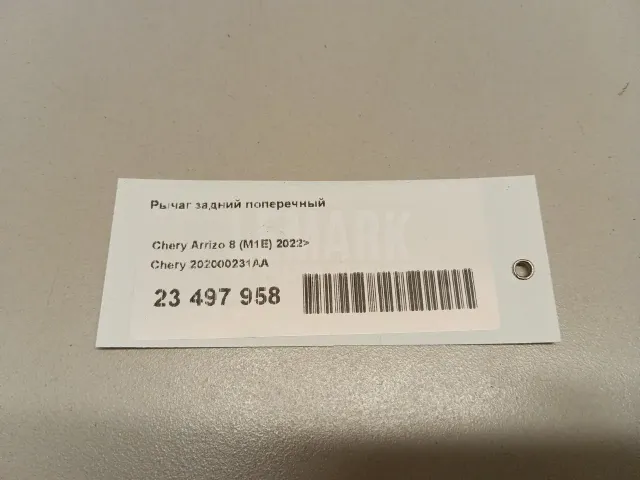 Рычаг задний поперечный
Chery Arrizo 8 (M1E) 2022>
Chery 202000231AA
23 497 958